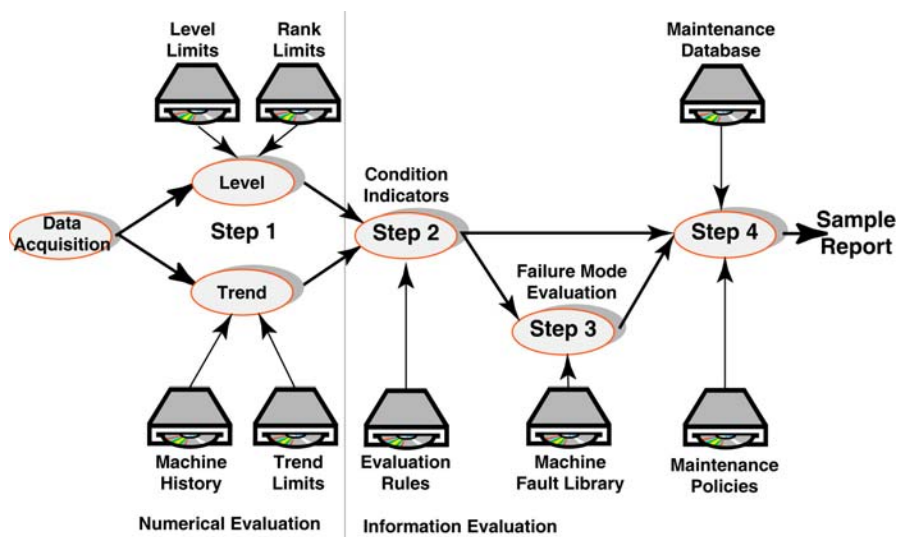 Level
Limits
Rank
Limits
Maintenance
Database
Level
Condition
Indicators
Data
Acquisition
Step 1
Step 2
Step 4
Sample
Report
Trend
Failure Mode
Evaluation
Step 3
Machine
History
Trend
Limits
Evaluation
Rules
Machine
Fault Library
Maintenance
Policies
Numerical Evaluation
Information Evaluation